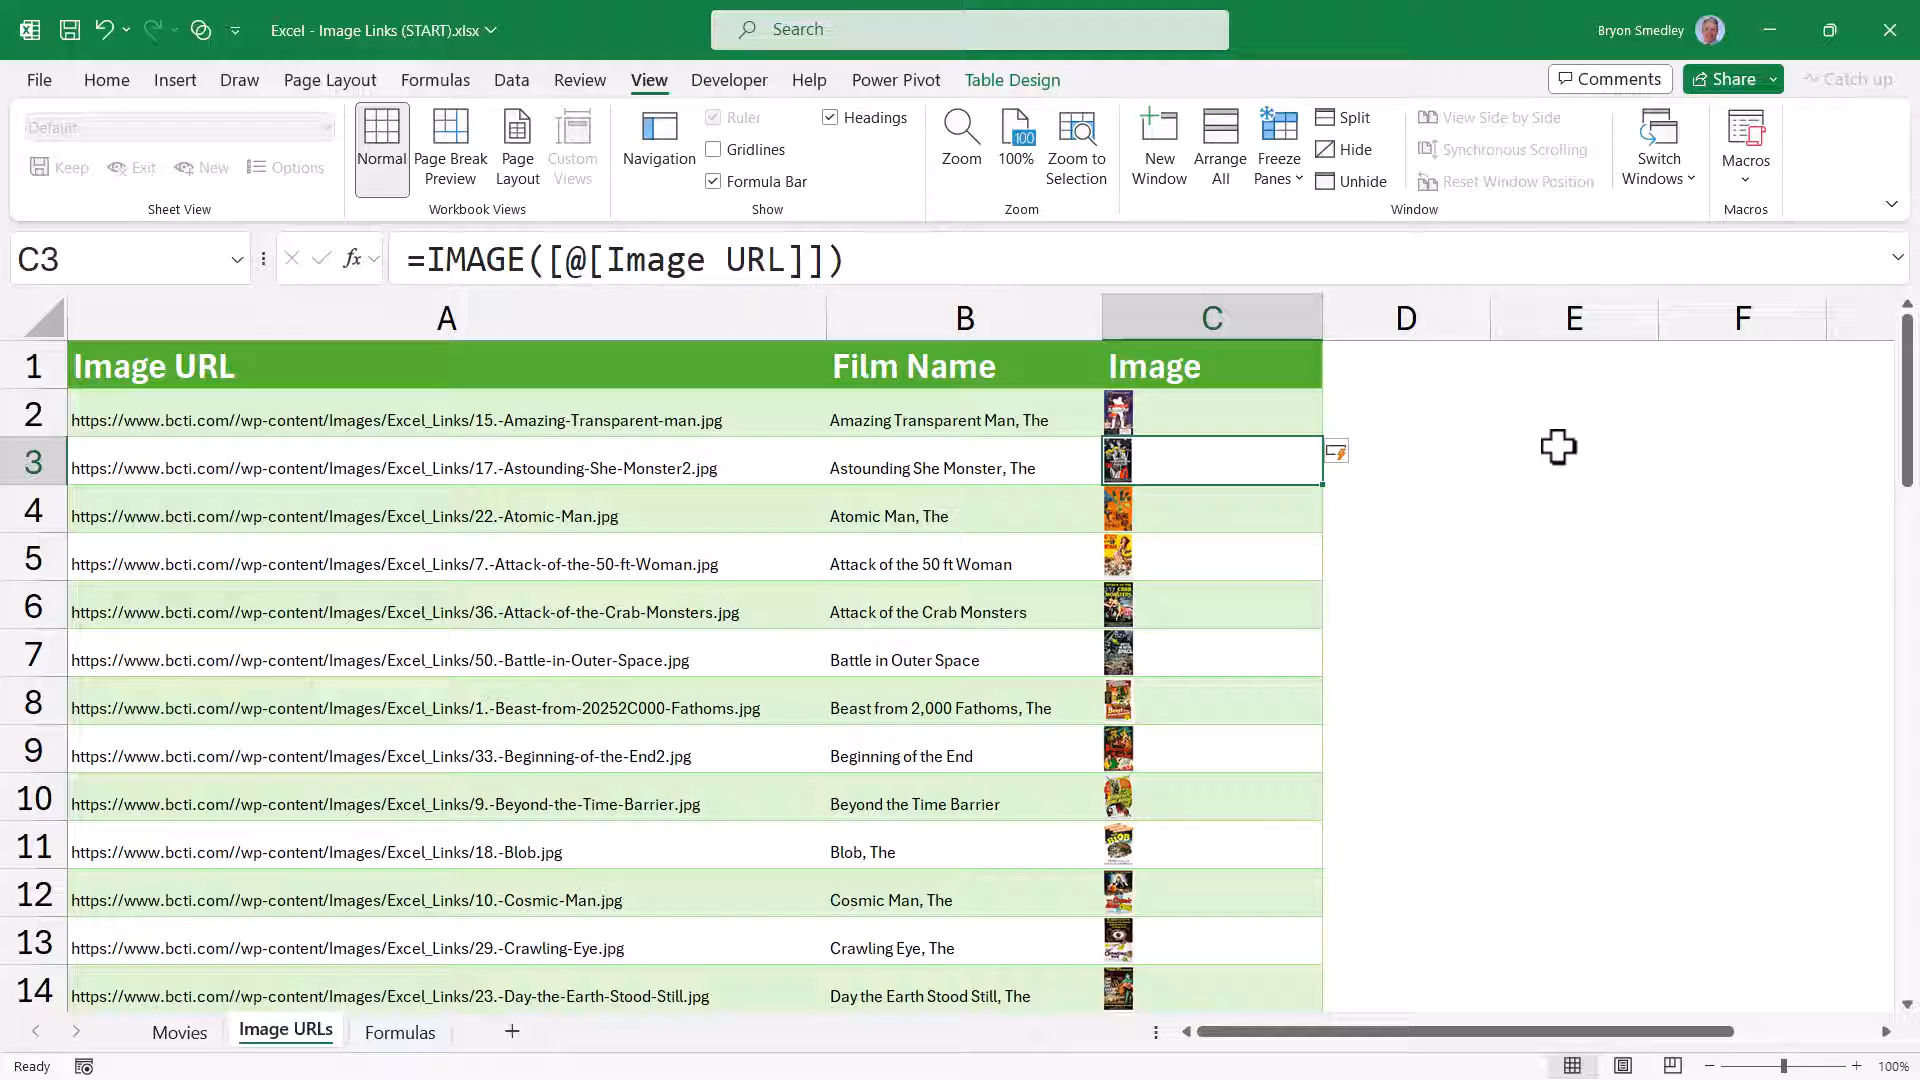 Excel - Image Links (START).xlsx
Search
Bryon Smedley
File Home Insert Draw Page Layout Formulas Data Review View Developer Help Power Pivot Table Design
Comments Share Catch up
Default
Keep Exit New Options
Sheet View
Normal
Page Break Preview
Page Layout
Custom Views
Workbook Views
Navigation
Ruler
Gridlines
Formula Bar
Headings
Show
Zoom
100
100%
Zoom to Selection
Zoom
New Window
Arrange All
Freeze Panes
Split
Hide
Unhide
View Side by Side
Synchronous Scrolling
Reset Window Position
Switch Windows
Window
Macros
Macros
C3 fx =IMAGE([@[Image URL]])
A B C D E F
1 Image URL Film Name Image
2 https://www.bcti.com//wp-content/Images/Excel_Links/15.-Amazing-Transparent-man.jpg Amazing Transparent Man, The
3 https://www.bcti.com//wp-content/Images/Excel_Links/17.-Astounding-She-Monster2.jpg Astounding She Monster, The
4 https://www.bcti.com//wp-content/Images/Excel_Links/22.-Atomic-Man.jpg Atomic Man, The
5 https://www.bcti.com//wp-content/Images/Excel_Links/7.-Attack-of-the-50-ft-Woman.jpg Attack of the 50 ft Woman
6 https://www.bcti.com//wp-content/Images/Excel_Links/36.-Attack-of-the-Crab-Monsters.jpg Attack of the Crab Monsters
7 https://www.bcti.com//wp-content/Images/Excel_Links/50.-Battle-in-Outer-Space.jpg Battle in Outer Space
8 https://www.bcti.com//wp-content/Images/Excel_Links/1.-Beast-from-20252C000-Fathoms.jpg Beast from 2,000 Fathoms, The
9 https://www.bcti.com//wp-content/Images/Excel_Links/33.-Beginning-of-the-End2.jpg Beginning of the End
10 https://www.bcti.com//wp-content/Images/Excel_Links/9.-Beyond-the-Time-Barrier.jpg Beyond the Time Barrier
11 https://www.bcti.com//wp-content/Images/Excel_Links/18.-Blob.jpg Blob, The
12 https://www.bcti.com//wp-content/Images/Excel_Links/10.-Cosmic-Man.jpg Cosmic Man, The
13 https://www.bcti.com//wp-content/Images/Excel_Links/29.-Crawling-Eye.jpg Crawling Eye, The
14 https://www.bcti.com//wp-content/Images/Excel_Links/23.-Day-the-Earth-Stood-Still.jpg Day the Earth Stood Still, The
Movies Image URLs Formulas
Ready
100%